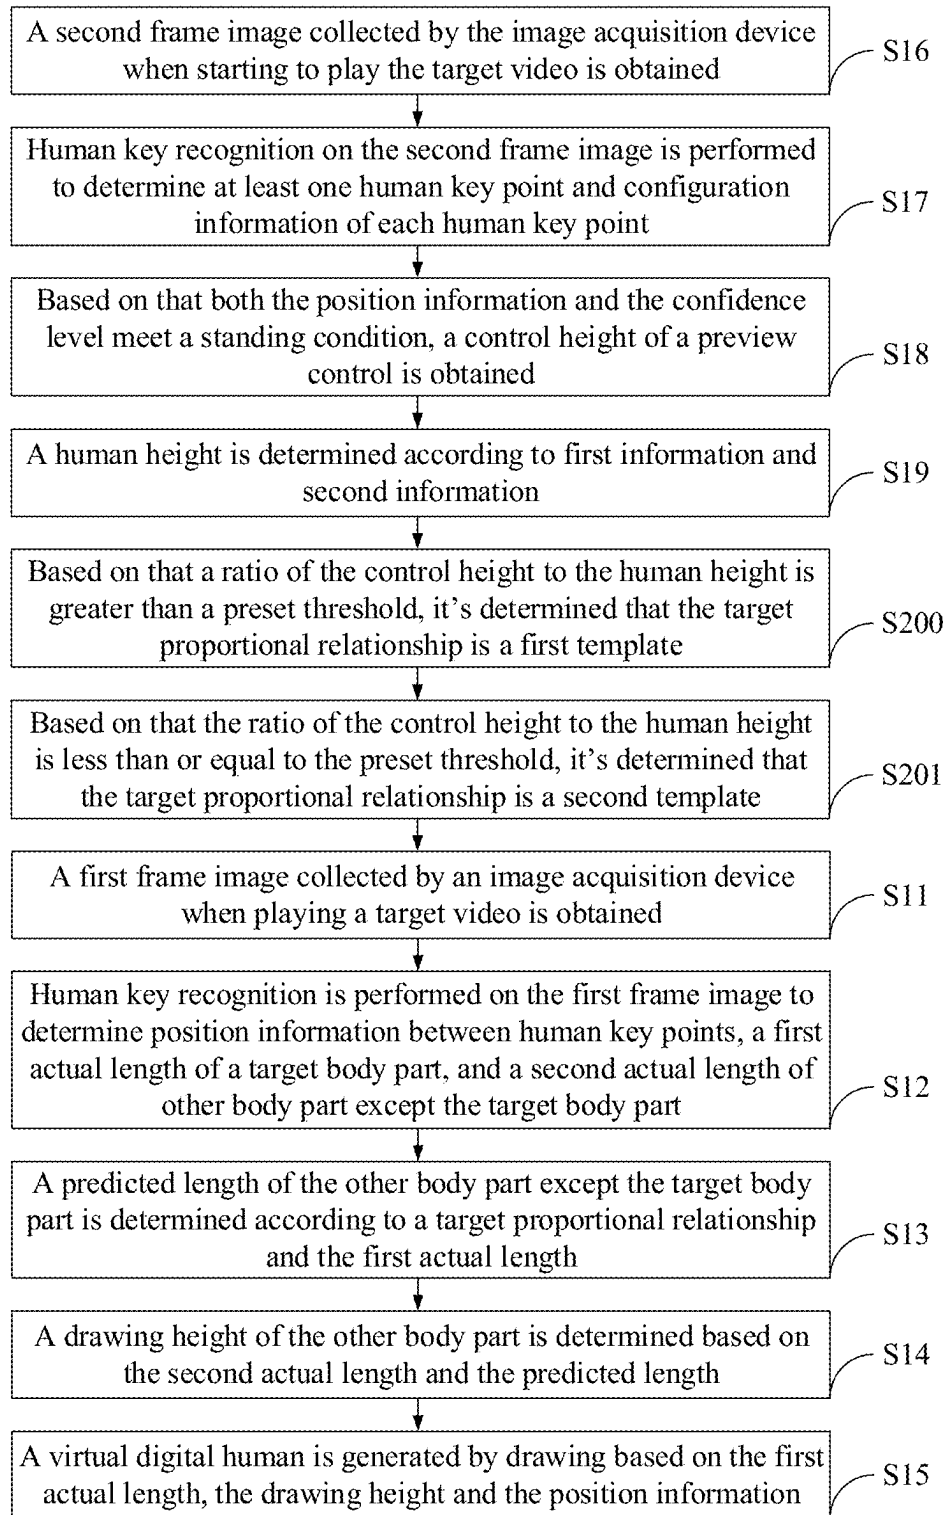 A second frame image collected by the image acquisition device
when starting to play the target video is obtained
S16
Human key recognition on the second frame image is performed
to determine at least one human key point and configuration
information of each human key point
S17
Based on that both the position information and the confidence
level meet a standing condition, a control height of a preview
control is obtained
S18
A human height is determined according to first information and
second information
S19
Based on that a ratio of the control height to the human height is
greater than a preset threshold, it's determined that the target
proportional relationship is a first template
S200
Based on that the ratio of the control height to the human height
is less than or equal to the preset threshold, it's determined that
the target proportional relationship is a second template
S201
A first frame image collected by an image acquisition device
when playing a target video is obtained
S11
Human key recognition is performed on the first frame image to
determine position information between human key points, a first
actual length of a target body part, and a second actual length of
other body part except the target body part
S12
A predicted length of the other body part except the target body
part is determined according to a target proportional relationship
and the first actual length
S13
A drawing height of the other body part is determined based on
the second actual length and the predicted length
S14
A virtual digital human is generated by drawing based on the first
actual length, the drawing height and the position information
S15